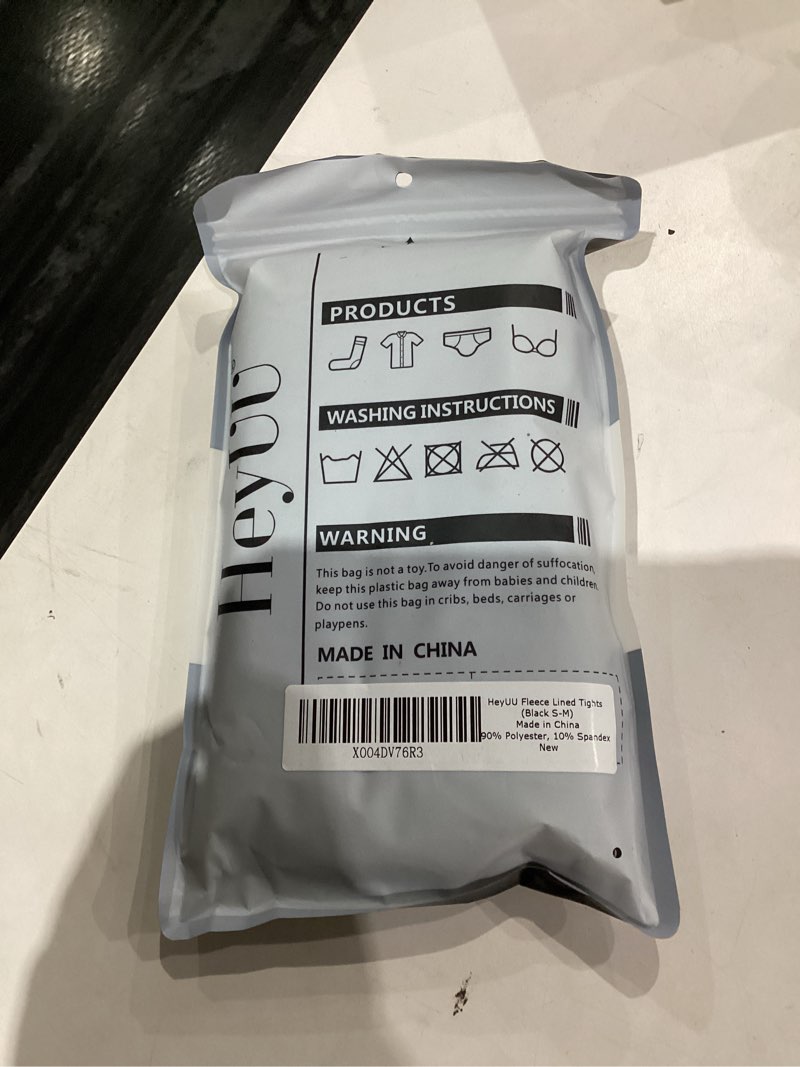 HeyUU
PRODUCTS
WASHING INSTRUCTIONS
WARNING
This bag is not a toy.To avoid danger of suffocation,
keep this plastic bag away from babies and children.
Do not use this bag in cribs, beds, carriages or
playpens.
MADE IN CHINA
X004DV76R3
HeyUU Fleece Lined Tights
(Black S-M)
Made in China
90% Polyester, 10% Spandex
New